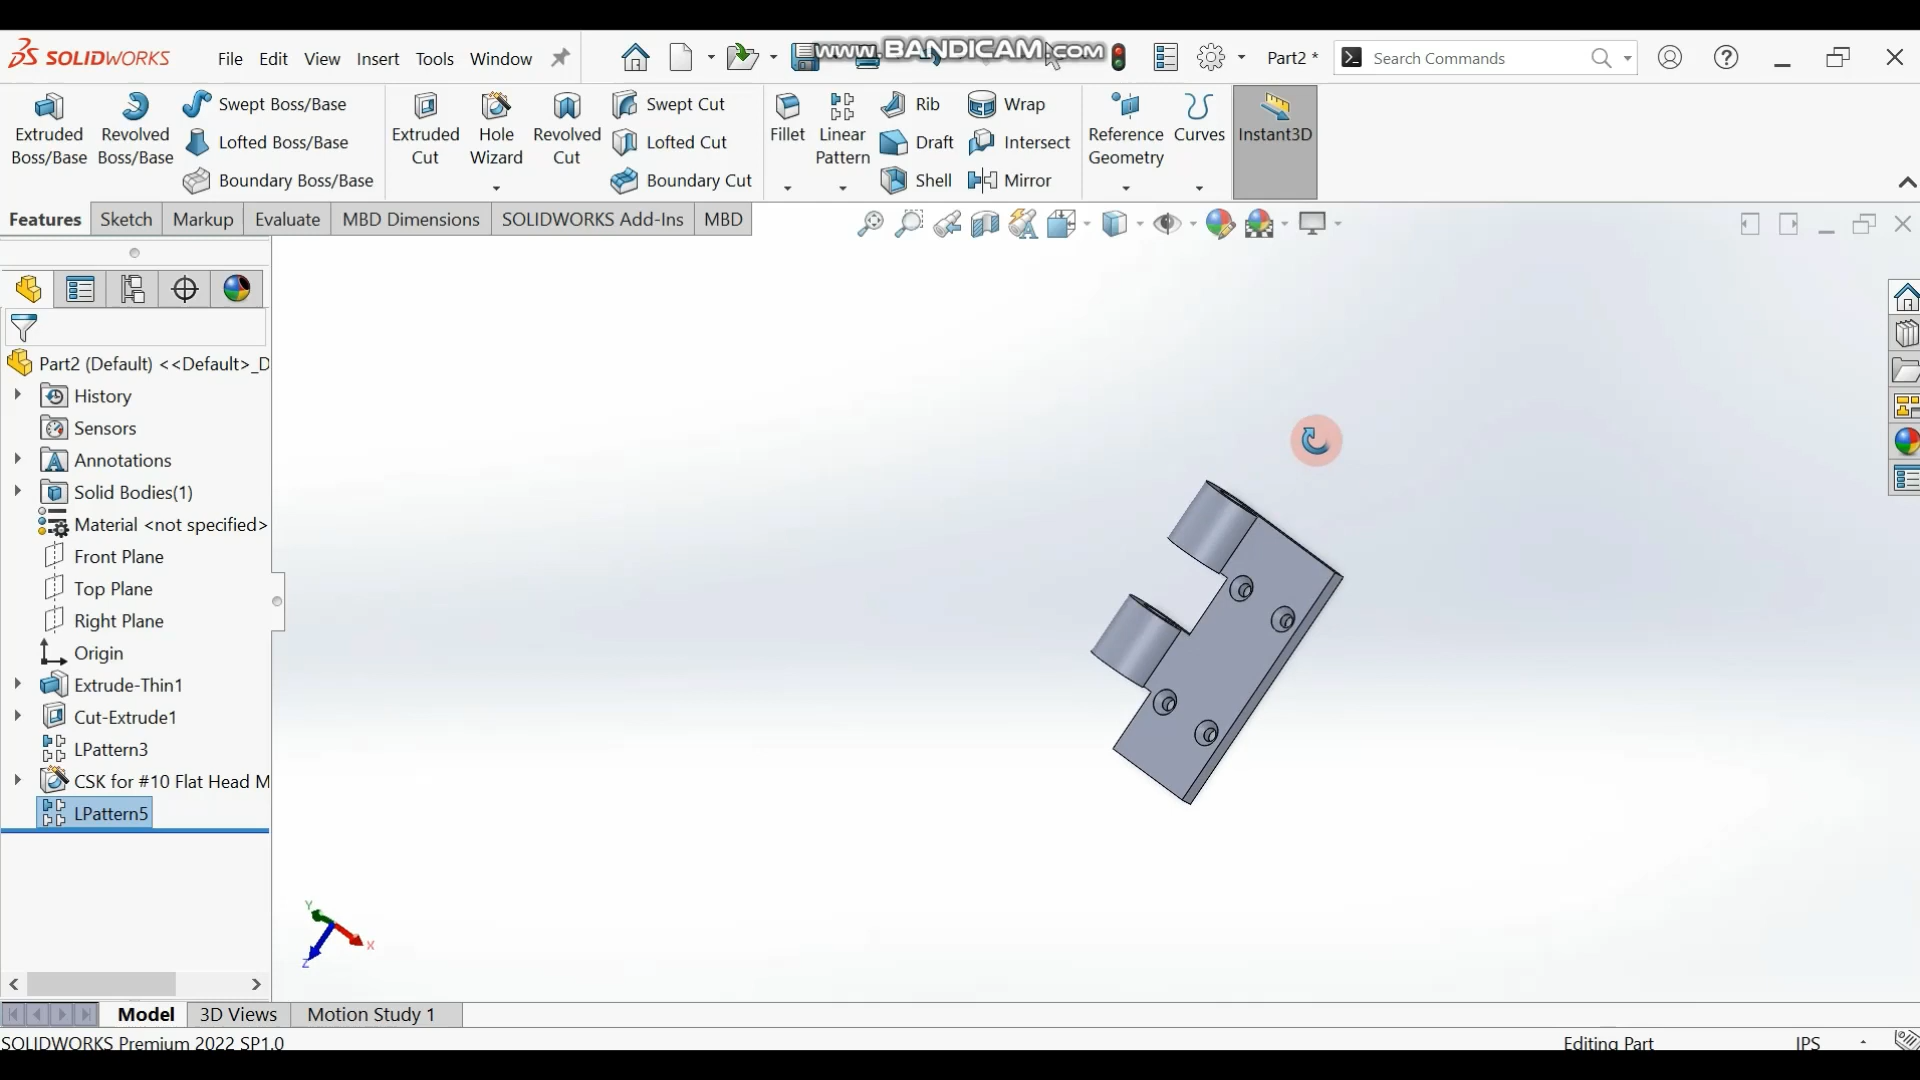 SOLIDWORKS File Edit View Insert Tools Window www.BANDICAM.COM Part2 * Search Commands
Extruded Boss/Base
Revolved Boss/Base
Swept Boss/Base
Lofted Boss/Base
Boundary Boss/Base
Extruded Cut
Hole Wizard
Revolved Cut
Swept Cut
Lofted Cut
Boundary Cut
Fillet
Linear Pattern
Rib
Draft
Shell
Wrap
Intersect
Mirror
Reference Geometry
Curves
Instant3D
Features Sketch Markup Evaluate MBD Dimensions SOLIDWORKS Add-Ins MBD
Part2 (Default) <<Default>_D
History
Sensors
Annotations
Solid Bodies(1)
Material <not specified>
Front Plane
Top Plane
Right Plane
Origin
Extrude-Thin1
Cut-Extrude1
LPattern3
CSK for #10 Flat Head M
LPattern5
Y
X
Z
Model 3D Views Motion Study 1
SOLIDWORKS Premium 2022 SP1.0 Editing Part IPS